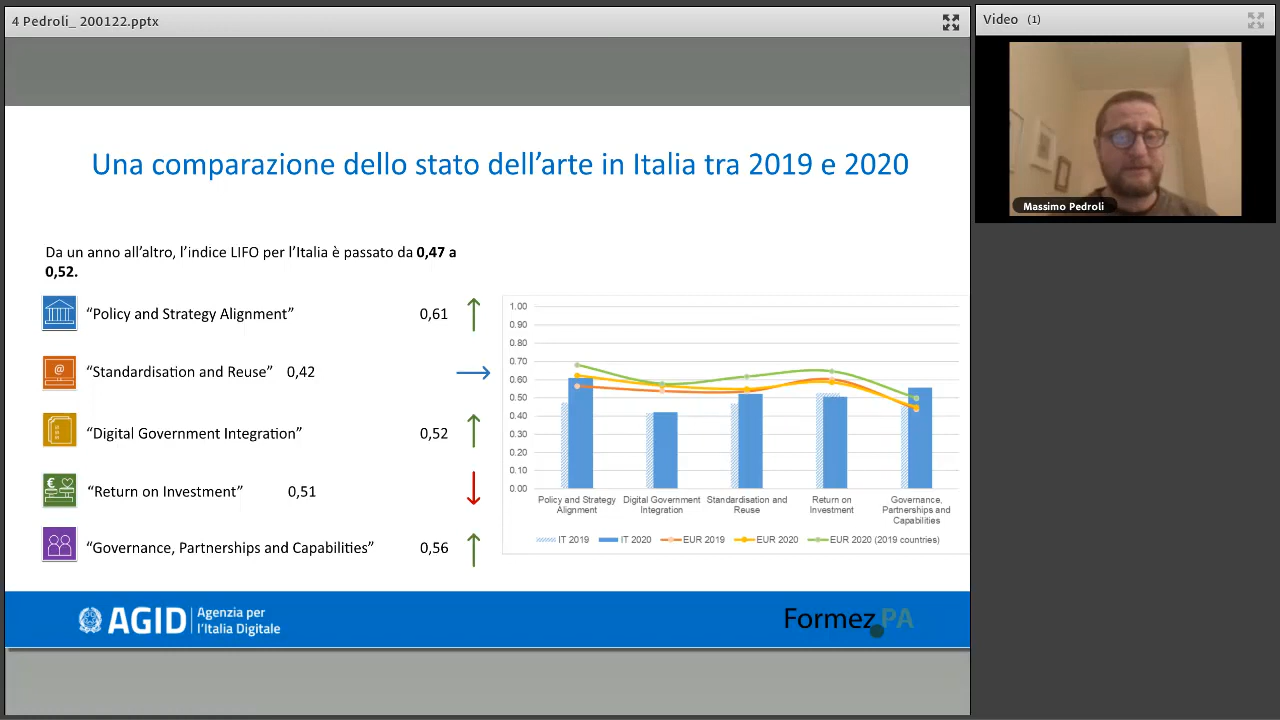 4 Pedroli_ 200122.pptx
Video (1)
Massimo Pedroli
Una comparazione dello stato dell’arte in Italia tra 2019 e 2020
Da un anno all’altro, l’indice LIFO per l’Italia è passato da 0,47 a
0,52.
“Policy and Strategy Alignment” 0,61
“Standardisation and Reuse” 0,42
“Digital Government Integration” 0,52
“Return on Investment” 0,51
“Governance, Partnerships and Capabilities” 0,56
1.00
0.90
0.80
0.70
0.60
0.50
0.40
0.30
0.20
0.10
0.00
Policy and Strategy
Alignment
Digital Government
Integration
Standardisation and
Reuse
Return on
Investment
Governance,
Partnerships and
Capabilities
IT 2019 IT 2020 EUR 2019 EUR 2020 EUR 2020 (2019 countries)
AGID
Agenzia per
l’Italia Digitale
Formez PA